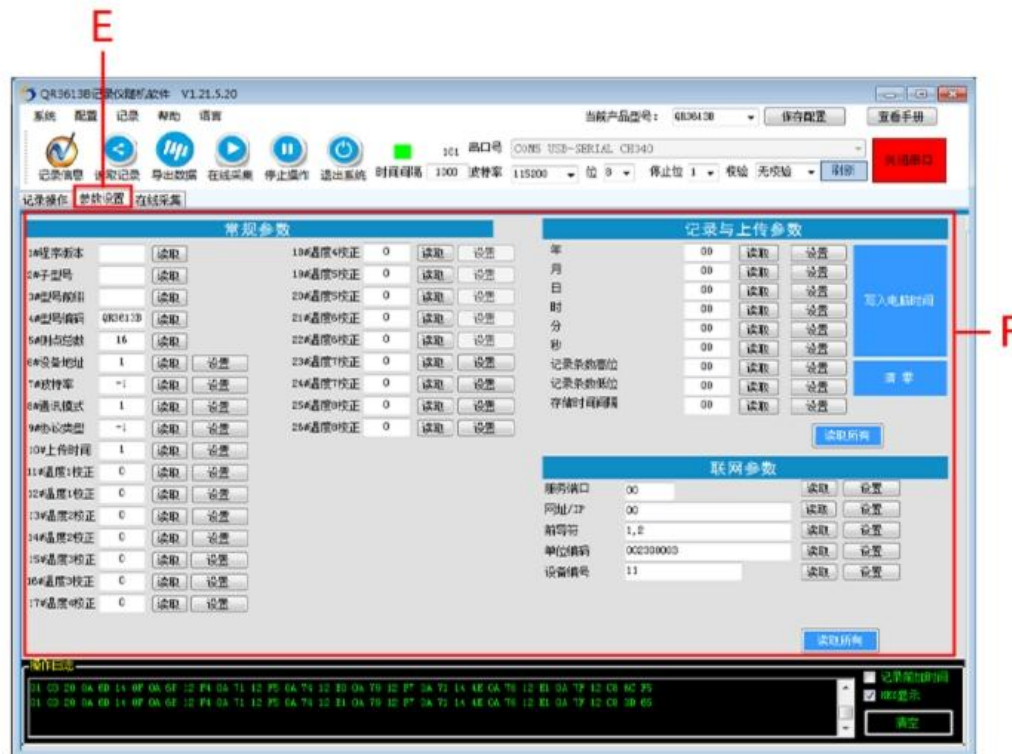 E
QR3613B记录仪随机软件 V1.21.5.20
系统 配置 记录 帮助 语言 当前产品型号： QR3613B 保存配置 查看手册
101 串口号 COM5 USB-SERIAL CH340 关闭串口
记录信息 读取记录 导出数据 在线采集 停止操作 退出系统 时间间隔 1000 波特率 115200 位 8 停止位 1 校验 无校验 刷新
记录操作 参数设置 在线采集
常规参数 记录与上传参数
1#程序版本 读取 18#温度4校正 0 读取 设置 年 00 读取 设置
2#子型号 读取 19#温度5校正 0 读取 设置 月 00 读取 设置
读取 20#温度5校正 0 读取 设置 日 00 读取 设置 写入电脑时间
4#型号编码 QR3613B 读取 21#温度6校正 0 读取 设置 时 00 读取 设置
5#测点总数 16 读取 22#温度6校正 0 读取 设置 分 00 读取 设置
6#设备地址 1 读取 设置 23#温度7校正 0 读取 设置 秒 00 读取 设置
7#波特率 -1 读取 设置 24#温度7校正 0 读取 设置 记录条数高位 00 读取 设置 清零
8#通讯模式 1 读取 设置 25#温度8校正 0 读取 设置 记录条数低位 00 读取 设置
9#协议类型 -1 读取 设置 26#温度8校正 0 读取 设置 存储时间间隔 00 读取 设置
10#上传时间 1 读取 设置 读取所有
11#温度1校正 0 读取 设置 联网参数
12#温度1校正 0 读取 设置 服务端口 00 读取 设置
13#温度2校正 0 读取 设置 网址/IP 00 读取 设置
14#温度2校正 0 读取 设置 前导符 1,2 读取 设置
15#温度3校正 0 读取 设置 单位编码 002300003 读取 设置
16#温度3校正 0 读取 设置 设备编号 11 读取 设置
17#温度4校正 0 读取 设置
读取所有
F
操作日志
记录前加时间
HEX显示
清空